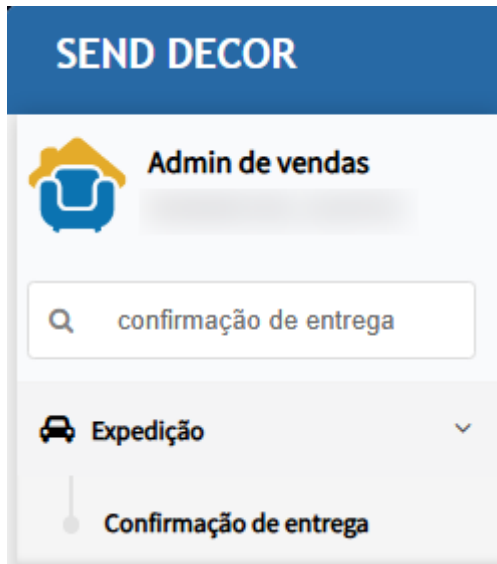 SEND DECOR
Admin de vendas
confirmação de entrega
Expedição
Confirmação de entrega